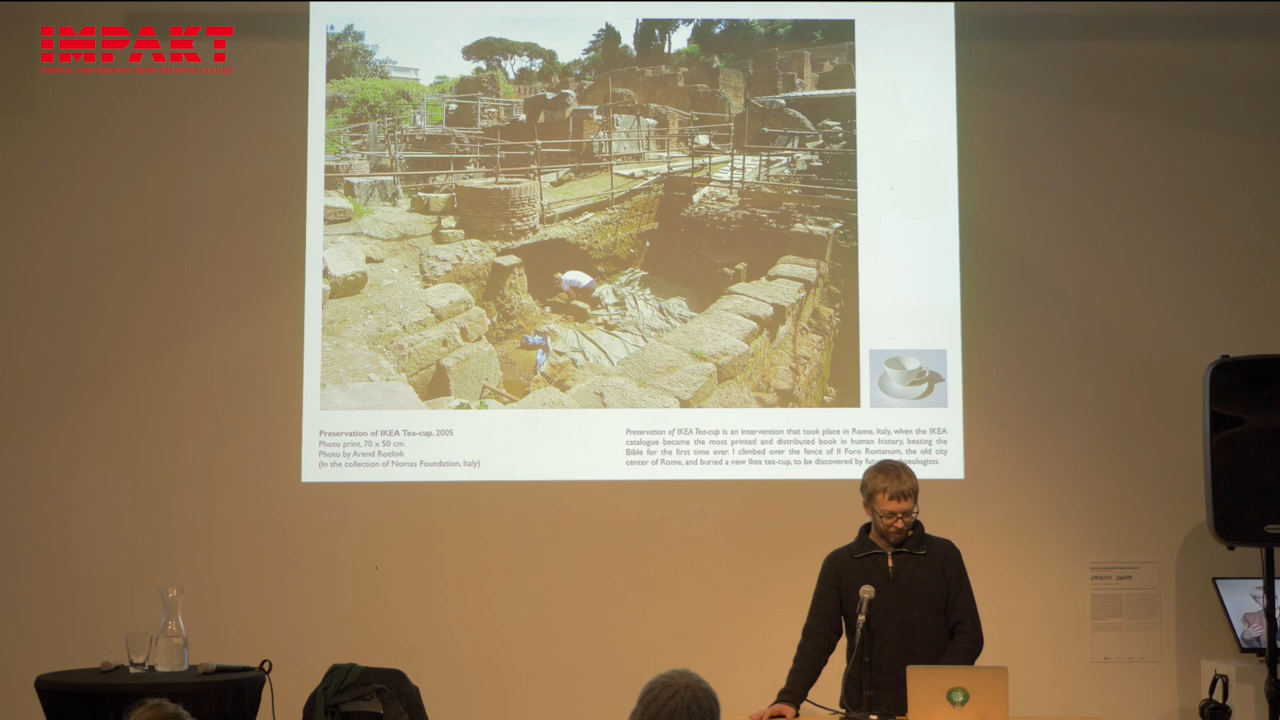 IMPAKT
Preservation of IKEA Tea-cup, 2005
Photo print, 70 x 50 cm.
Photo by Arend Roelink
(In the collection of Nomas Foundation, Italy)
Preservation of IKEA Tea-cup is an intervention that took place in Rome, Italy, when the IKEA
catalogue became the most printed and distributed book in human history, beating the
Bible for the first time ever. I climbed over the fence of Il Foro Romanum, the old city
center of Rome, and buried a new Ikea tea-cup, to be discovered by